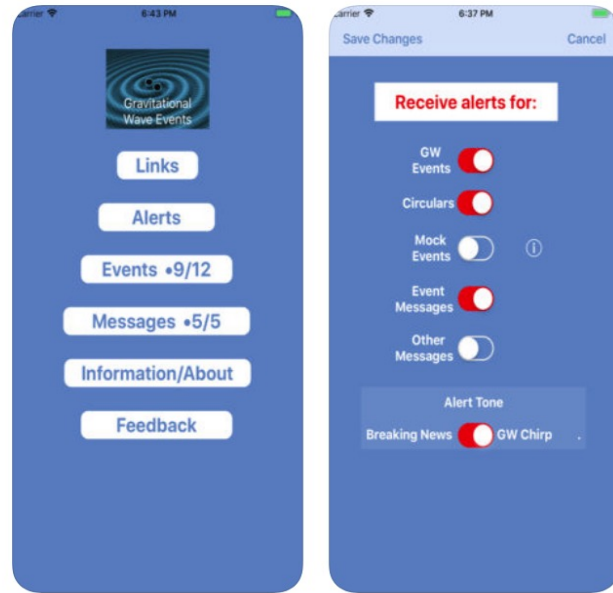 6:43 PM
Gravitational
Wave Events
Links
Alerts
Events •9/12
Messages •5/5
Information/About
Feedback
6:37 PM
Save Changes
Cancel
Receive alerts for:
GW
Events
Circulars
Mock
Events
Event
Messages
Other
Messages
Alert Tone
Breaking News
GW Chirp .